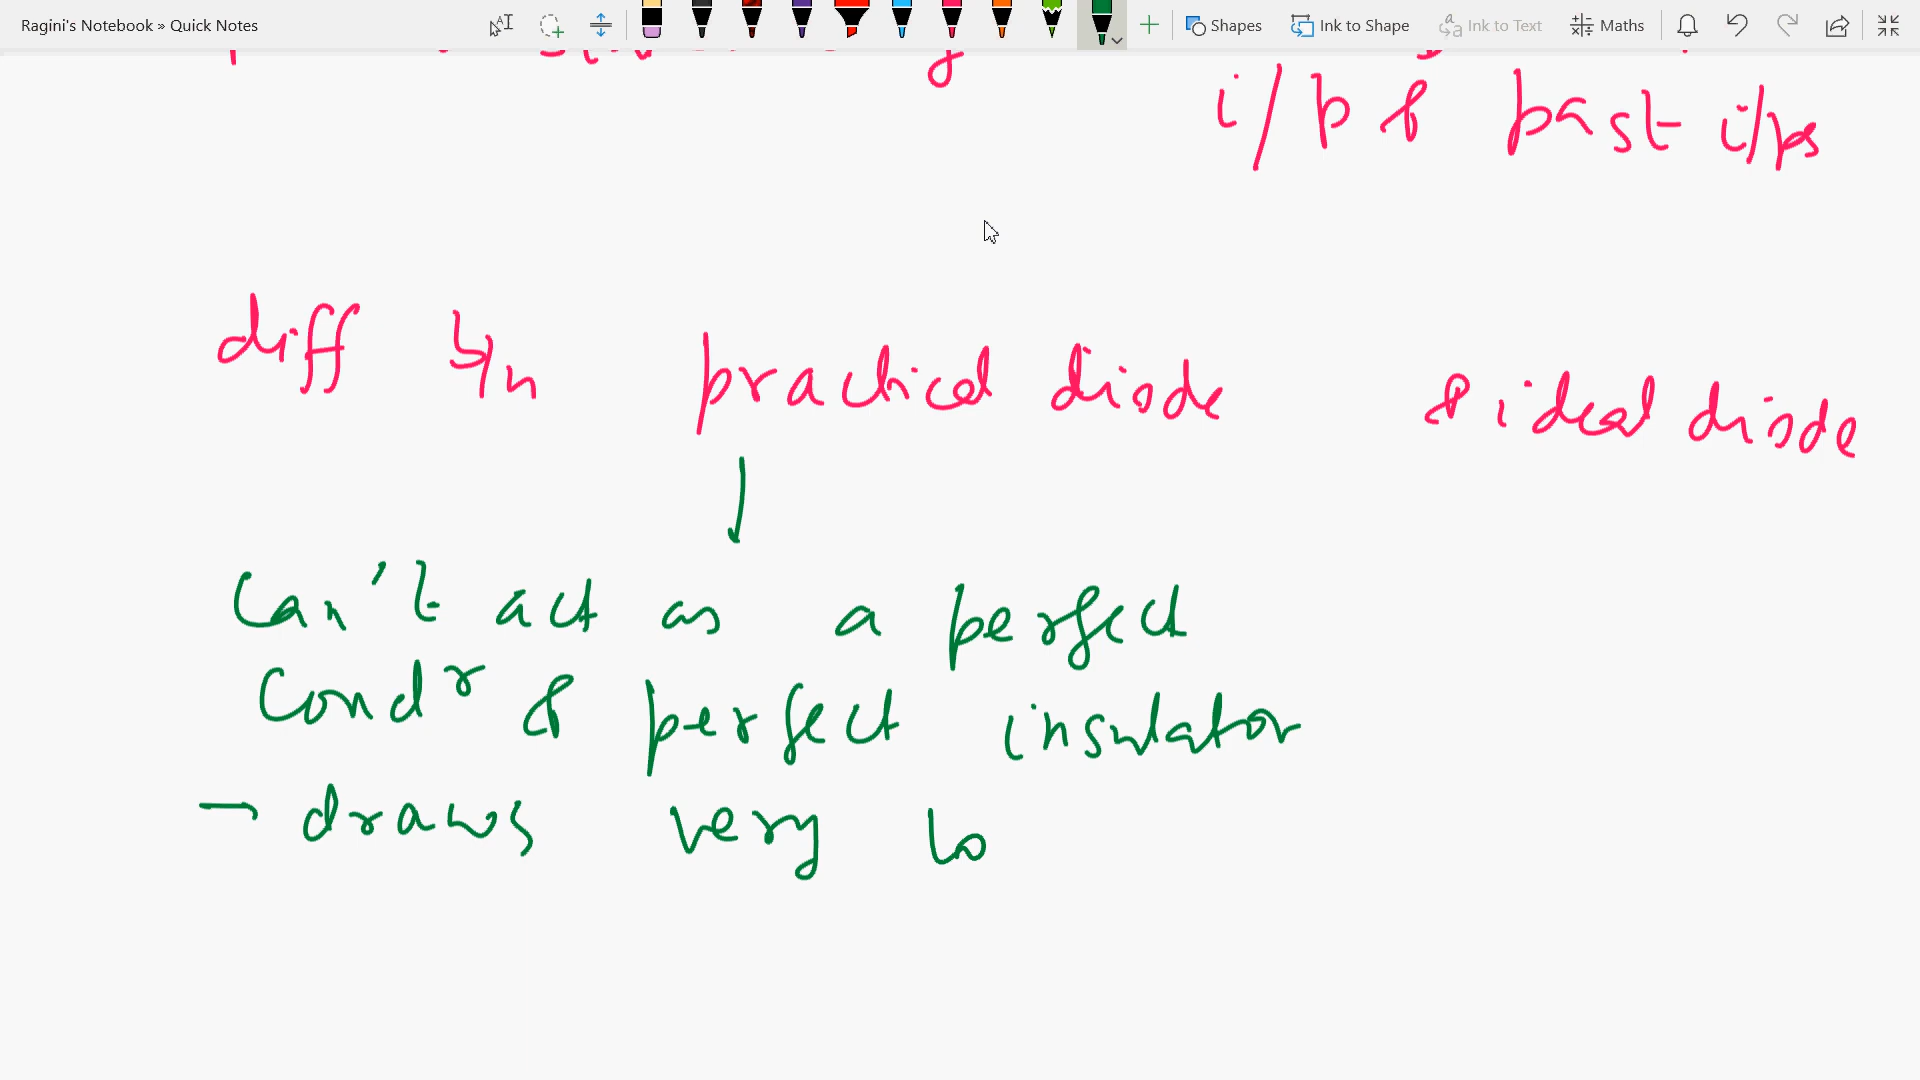 Ragini's Notebook » Quick Notes
Shapes
Ink to Shape
Ink to Text
Maths
i/p & past i/ps
diff b/n practical diode & ideal diode
Can't act as a perfect
Condr & perfect insulator
→ draws very lo